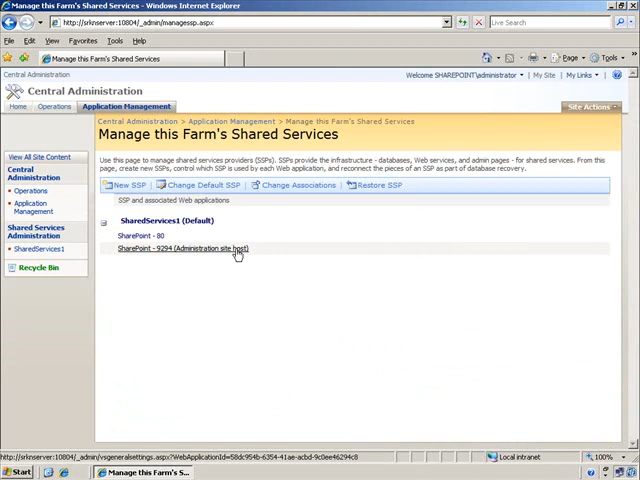 Manage this Farm's Shared Services - Windows Internet Explorer
http://srknserver:10804/_admin/managessp.aspx
Live Search
File Edit View Favorites Tools Help
Manage this Farm's Shared Services
Page Tools
Central Administration
Welcome SHAREPOINT\administrator My Site My Links
Central Administration
Home Operations Application Management Site Actions
Central Administration > Application Management > Manage this Farm's Shared Services
Manage this Farm's Shared Services
View All Site Content
Central Administration
Operations
Application Management
Shared Services Administration
SharedServices1
Recycle Bin
Use this page to manage shared services providers (SSPs). SSPs provide the infrastructure - databases, Web services, and admin pages - for shared services. From this
page, create new SSPs, control which SSP is used by each Web application, and reconnect the pieces of an SSP as part of database recovery.
New SSP | Change Default SSP | Change Associations | Restore SSP
SSP and associated Web applications
SharedServices1 (Default)
SharePoint - 80
SharePoint - 9294 (Administration site host)
http://srknserver:10804/_admin/vsgeneralsettings.aspx?WebApplicationId=58dc954b-6354-41ae-acbd-9c0ee46294c8
Local intranet
100%
Start
Manage this Farm's S...